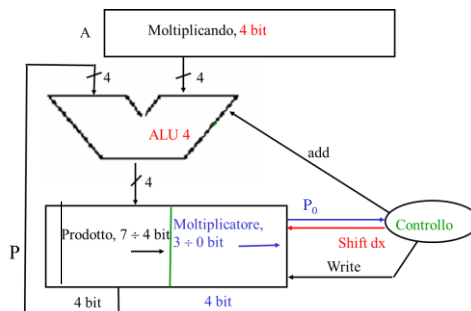 A
Moltiplicando, 4 bit
4
4
ALU 4
add
4
P₀
Prodotto, 7 ÷ 4 bit
Moltiplicatore,
3 ÷ 0 bit
Controllo
Shift dx
P
Write
4 bit
4 bit